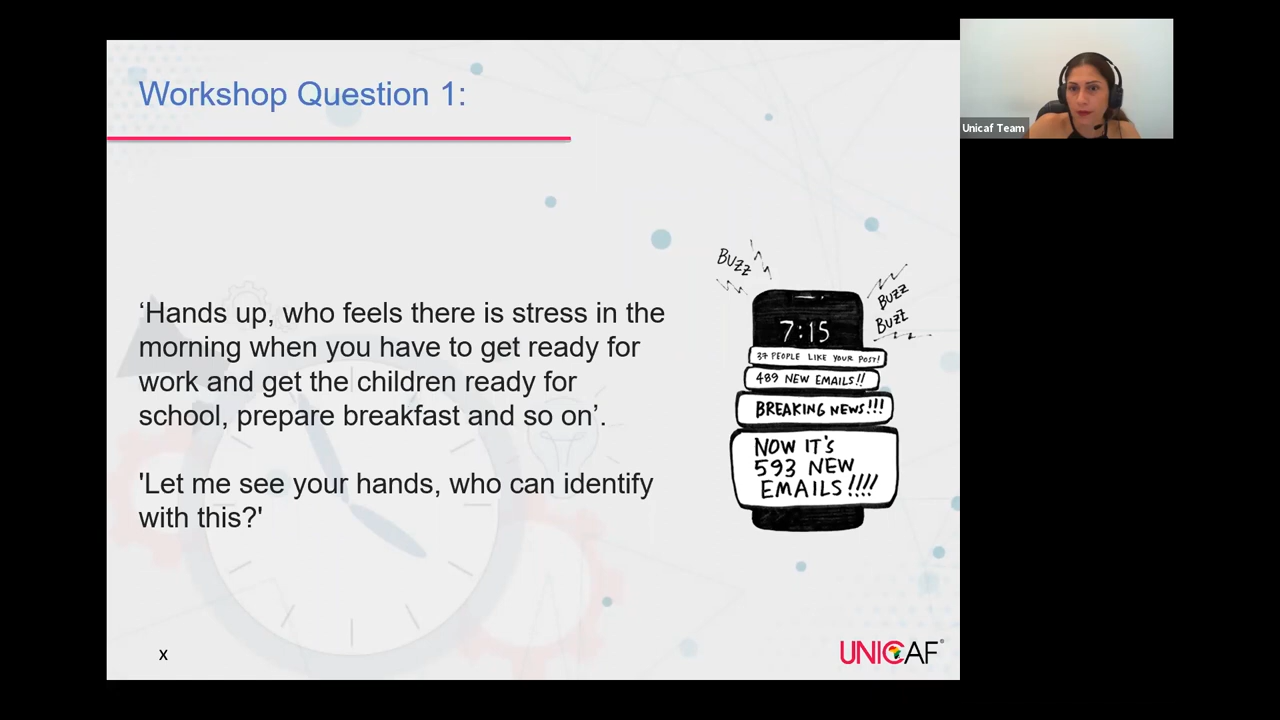 Workshop Question 1:
‘Hands up, who feels there is stress in the
morning when you have to get ready for
work and get the children ready for
school, prepare breakfast and so on’.
'Let me see your hands, who can identify
with this?'
BUZZ
BUZZ
BUZZ
7:15
37 PEOPLE LIKE YOUR POST!
489 NEW EMAILS!!
BREAKING NEWS!!!
NOW IT'S
593 NEW
EMAILS!!!!
x
UNICAF
Unicaf Team